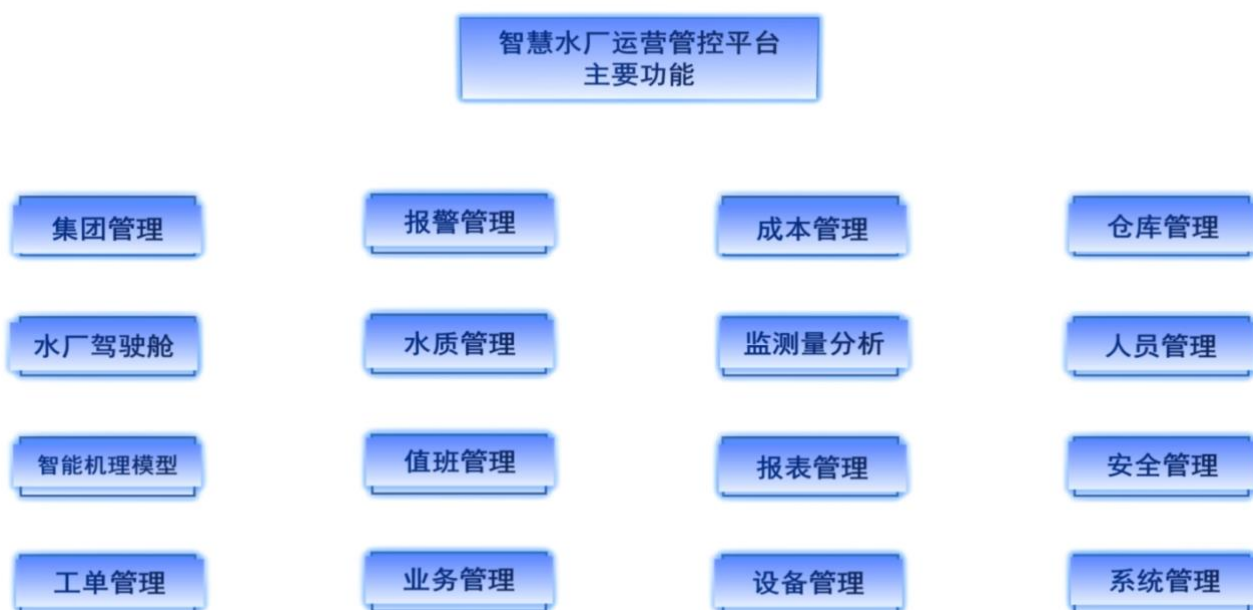 智慧水厂运营管控平台
主要功能
集团管理
报警管理
成本管理
仓库管理
水厂驾驶舱
水质管理
监测量分析
人员管理
智能机理模型
值班管理
报表管理
安全管理
工单管理
业务管理
设备管理
系统管理